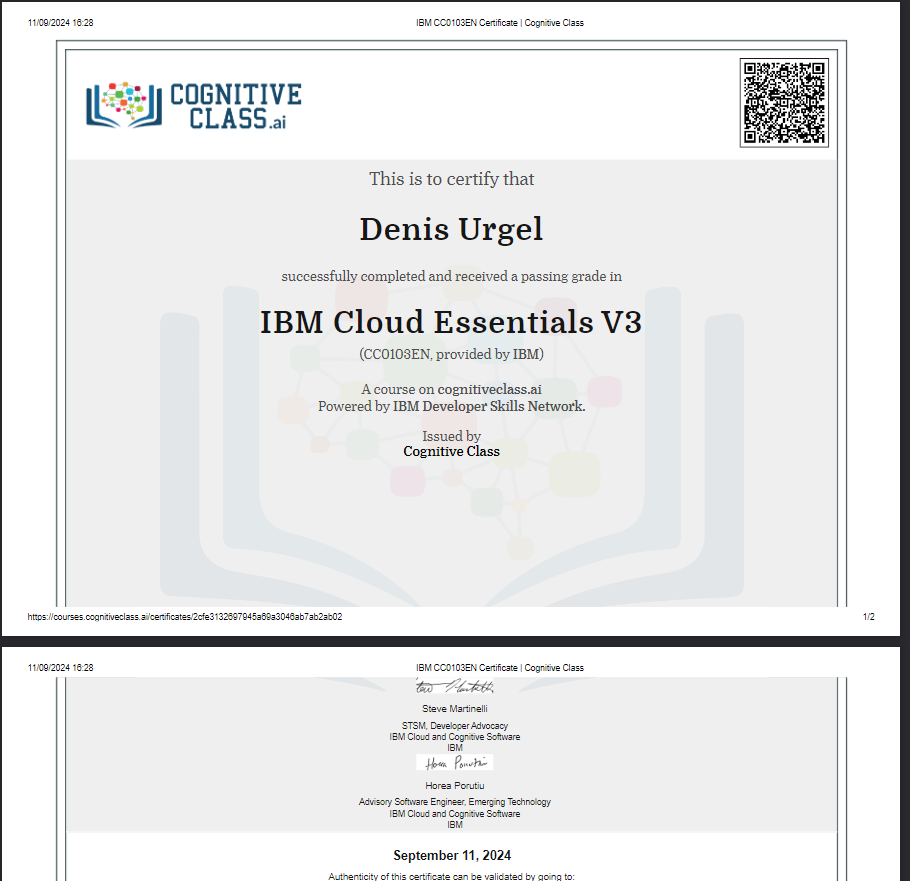 11/09/2024 16:28
IBM CC0103EN Certificate | Cognitive Class
COGNITIVE
CLASS.ai
This is to certify that
Denis Urgel
successfully completed and received a passing grade in
IBM Cloud Essentials V3
(CC0103EN, provided by IBM)
A course on cognitiveclass.ai
Powered by IBM Developer Skills Network.
Issued by
Cognitive Class
https://courses.cognitiveclass.ai/certificates/2cfe3132697945a69a3046ab7ab2ab02
1/2
11/09/2024 16:28
IBM CC0103EN Certificate | Cognitive Class
Steve Martinelli
STSM, Developer Advocacy
IBM Cloud and Cognitive Software
IBM
Horea Porutiu
Horea Porutiu
Advisory Software Engineer, Emerging Technology
IBM Cloud and Cognitive Software
IBM
September 11, 2024
Authenticity of this certificate can be validated by going to: